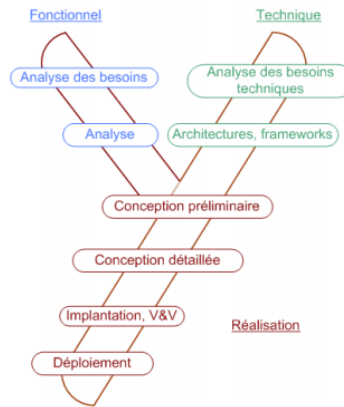 Fonctionnel
Technique
Analyse des besoins
Analyse des besoins
techniques
Analyse
Architectures, frameworks
Conception préliminaire
Conception détaillée
Implantation, V&V
Réalisation
Déploiement